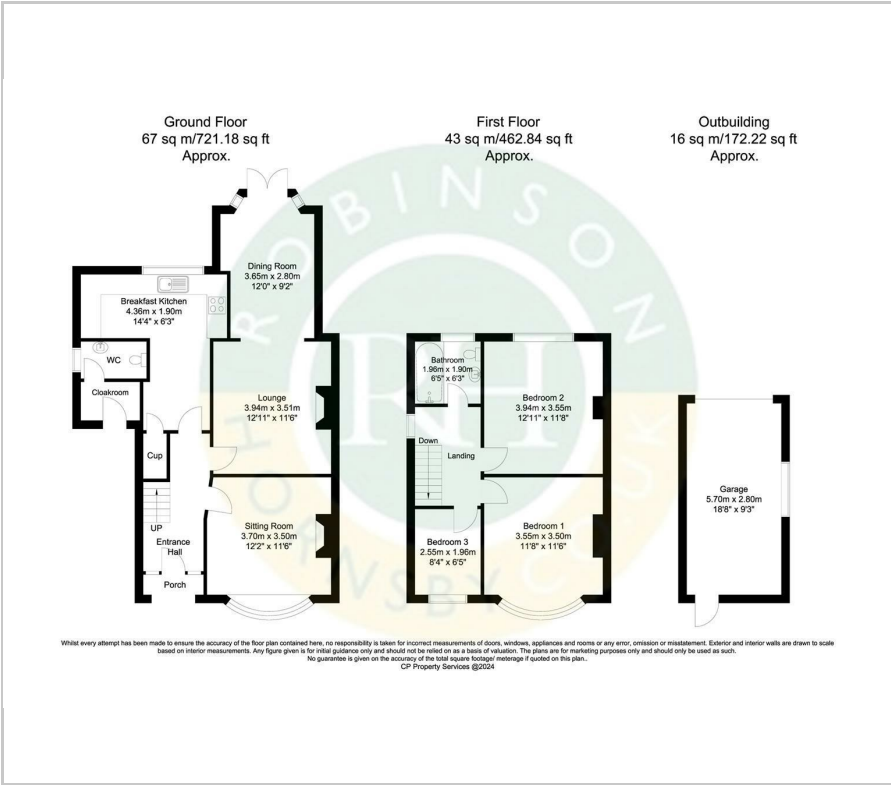 Ground Floor
67 sq m/721.18 sq ft
Approx.
First Floor
43 sq m/462.84 sq ft
Approx.
Outbuilding
16 sq m/172.22 sq ft
Approx.
Dining Room
3.65m x 2.80m
12'0" x 9'2"
Breakfast Kitchen
4.36m x 1.90m
14'4" x 6'3"
WC
Cloakroom
Lounge
3.94m x 3.51m
12'11" x 11'6"
Cup
UP
Entrance
Hall
Porch
Sitting Room
3.70m x 3.50m
12'2" x 11'6"
Bathroom
1.96m x 1.90m
6'5" x 6'3"
Bedroom 2
3.94m x 3.55m
12'11" x 11'8"
Down
Landing
Bedroom 3
2.55m x 1.96m
8'4" x 6'5"
Bedroom 1
3.55m x 3.50m
11'8" x 11'6"
Garage
5.70m x 2.80m
18'8" x 9'3"
ROBINSON
HORNSBY.CO.UK
RH
Whilst every attempt has been made to ensure the accuracy of the floor plan contained here, no responsibility is taken for incorrect measurements of doors, windows, appliances and rooms or any error, omission or misstatement. Exterior and interior walls are drawn to scale
based on interior measurements. Any figure given is for initial guidance only and should not be relied on as a basis of valuation. The plans are for marketing purposes only and should only be used as such.
No guarantee is given on the accuracy of the total square footage/ meterage if quoted on this plan..
CP Property Services @2024